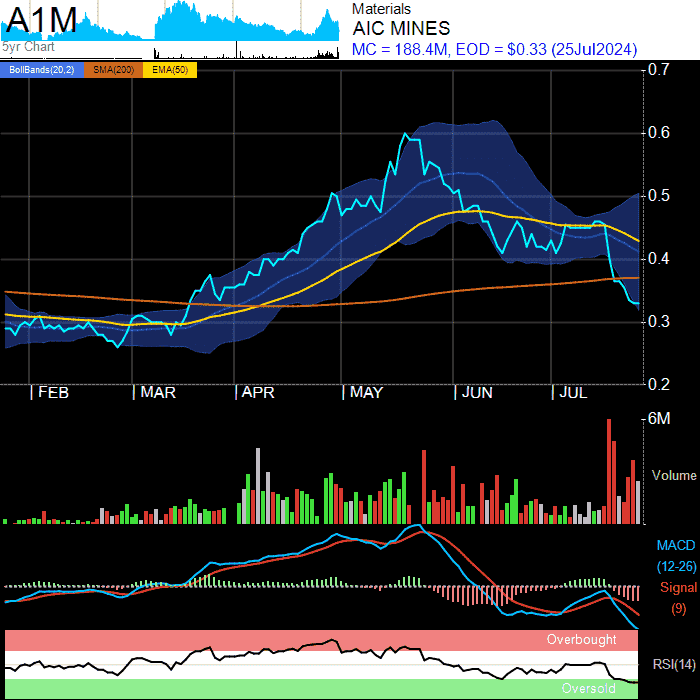 A1M
5yr Chart
Materials
AIC MINES
MC = 188.4M, EOD = $0.33 (25Jul2024)
BollBands(20,2) SMA(200) EMA(50)
0.7
0.6
0.5
0.4
0.3
0.2
FEB MAR APR MAY JUN JUL
6M
Volume
MACD
(12-26)
Signal
(9)
Overbought
RSI(14)
Oversold